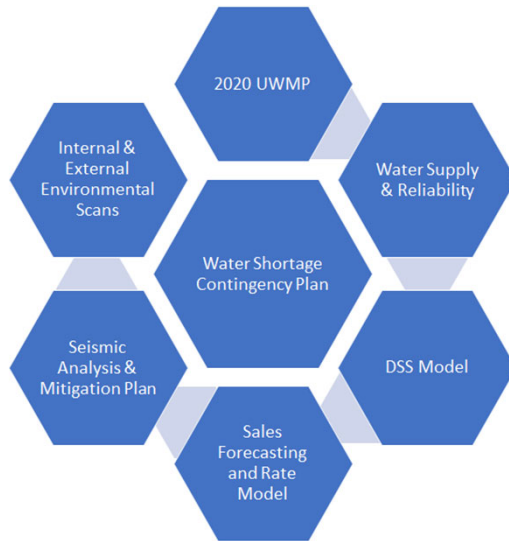 2020 UWMP
Internal &
External
Environmental
Scans
Water Supply
& Reliability
Water Shortage
Contingency Plan
Seismic
Analysis &
Mitigation Plan
DSS Model
Sales
Forecasting
and Rate
Model